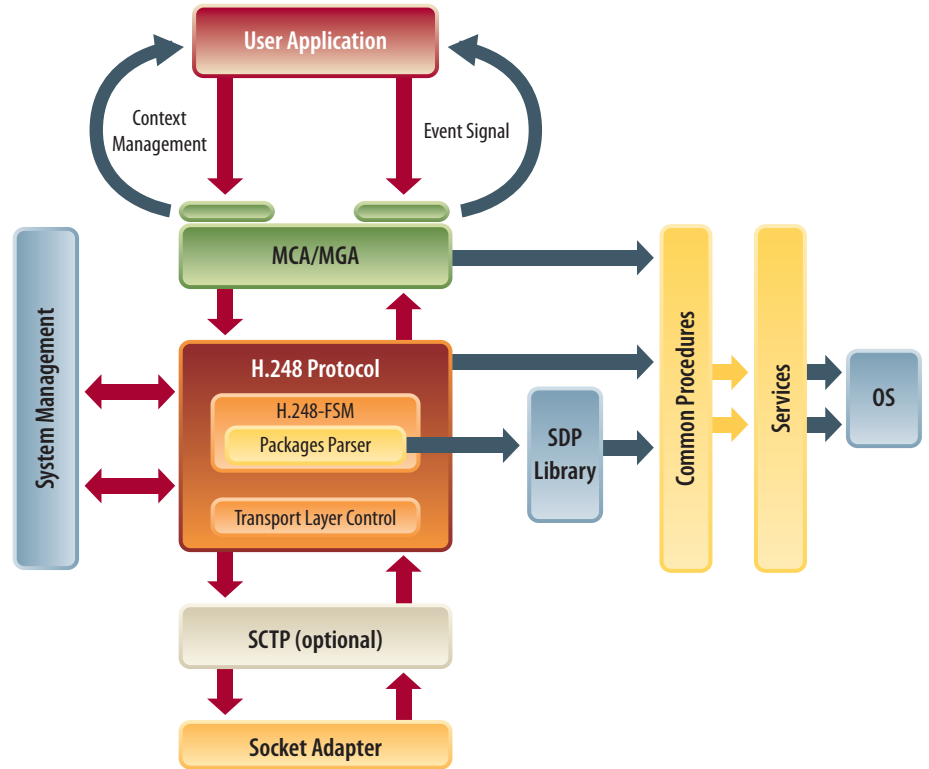 User Application
Context
Management
Event Signal
MCA/MGA
System Management
H.248 Protocol
H.248-FSM
Packages Parser
Transport Layer Control
SDP
Library
Common Procedures
Services
OS
SCTP (optional)
Socket Adapter